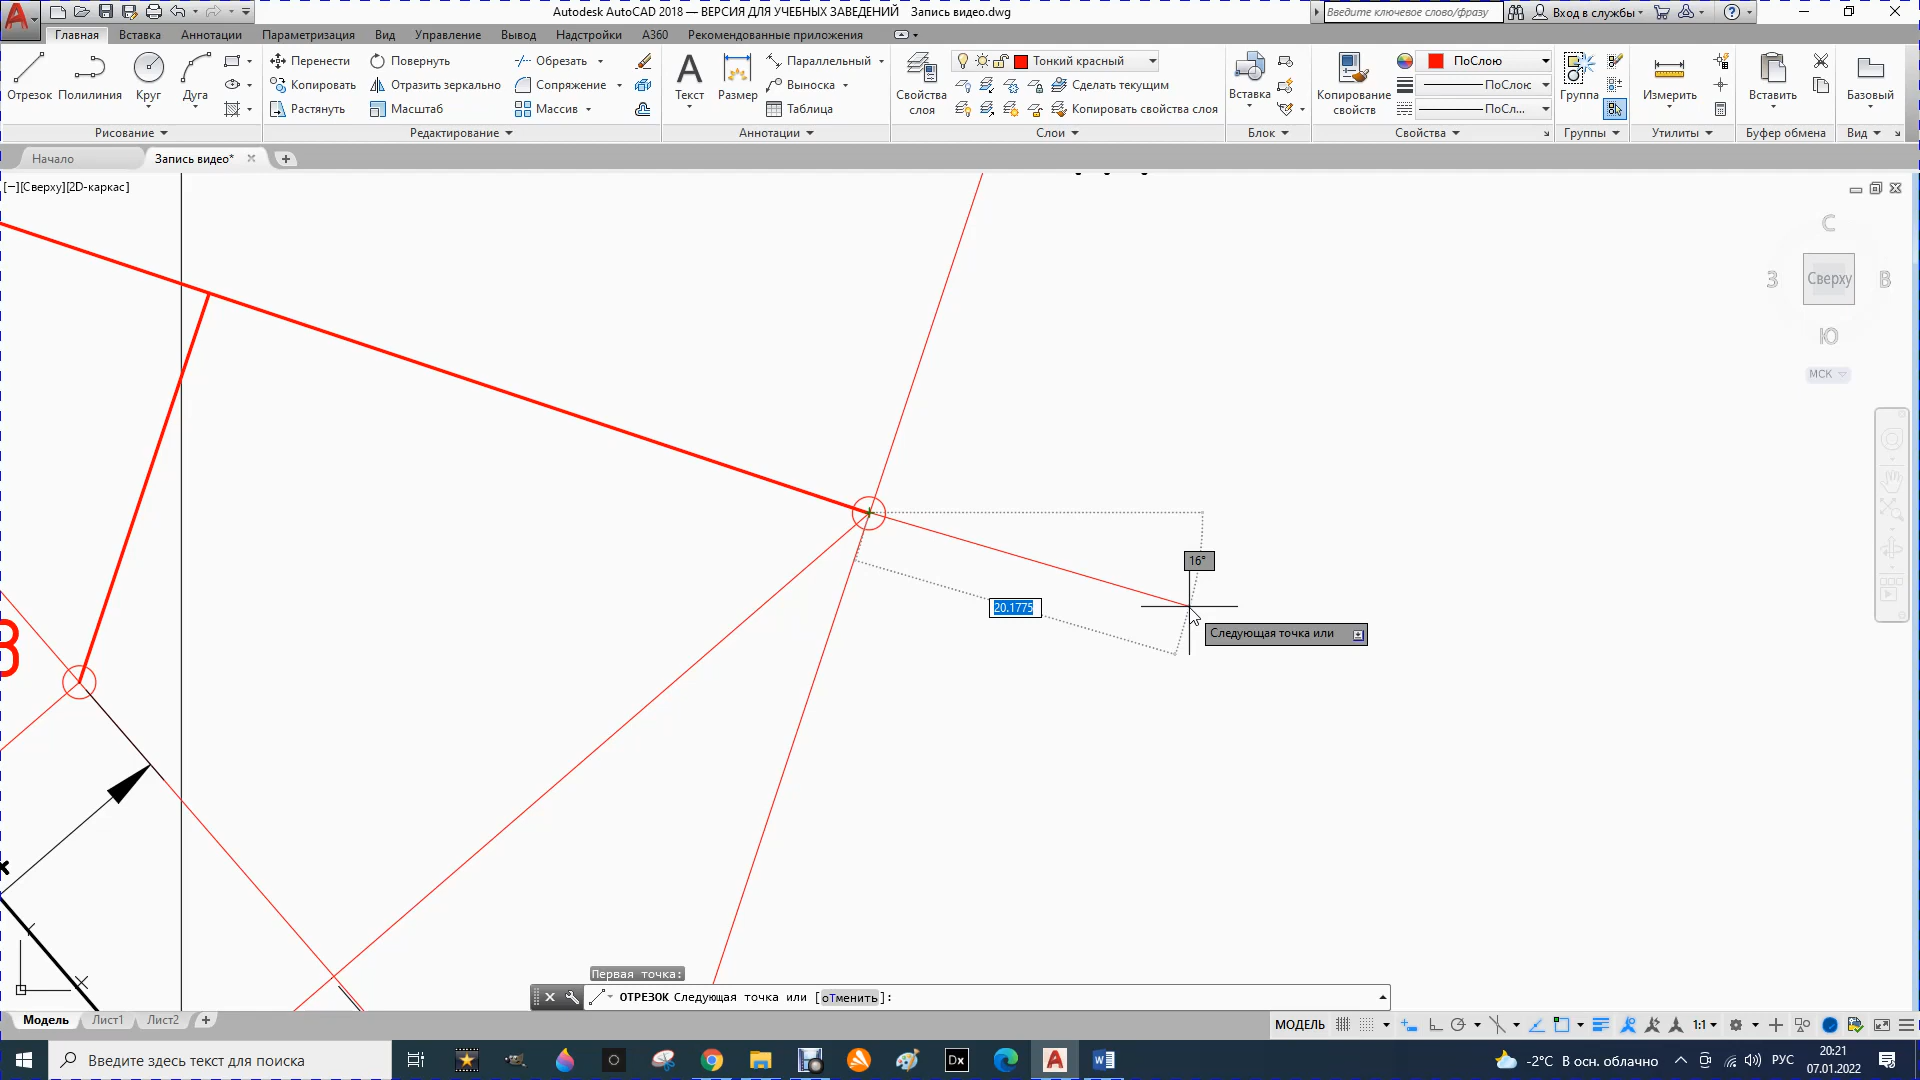 Autodesk AutoCAD 2018 — ВЕРСИЯ ДЛЯ УЧЕБНЫХ ЗАВЕДЕНИЙ Запись видео.dwg
Введите ключевое слово/фразу
Вход в службы
Главная Вставка Аннотации Параметризация Вид Управление Вывод Надстройки A360 Рекомендованные приложения
Отрезок Полилиния Круг Дуга
Перенести Повернуть Обрезать
Копировать Отразить зеркально Сопряжение
Растянуть Масштаб Массив
Текст Размер
Параллельный
Выноска
Таблица
Свойства слоя
Тонкий красный
Сделать текущим
Копировать свойства слоя
Вставка
Копирование свойств
ПоСлою
ПоСлою
ПоСл...
Группа
Измерить
Вставить
Базовый
Рисование Редактирование Аннотации Слои Блок Свойства Группы Утилиты Буфер обмена Вид
Начало Запись видео*
[−][Сверху][2D-каркас]
С
З Сверху В
Ю
МСК
16°
20.1775
Следующая точка или
В
X
Первая точка:
ОТРЕЗОК Следующая точка или [оТменить]:
Модель Лист1 Лист2
МОДЕЛЬ 1:1
Введите здесь текст для поиска
Dx
-2°C В осн. облачно
РУС
20:21
07.01.2022